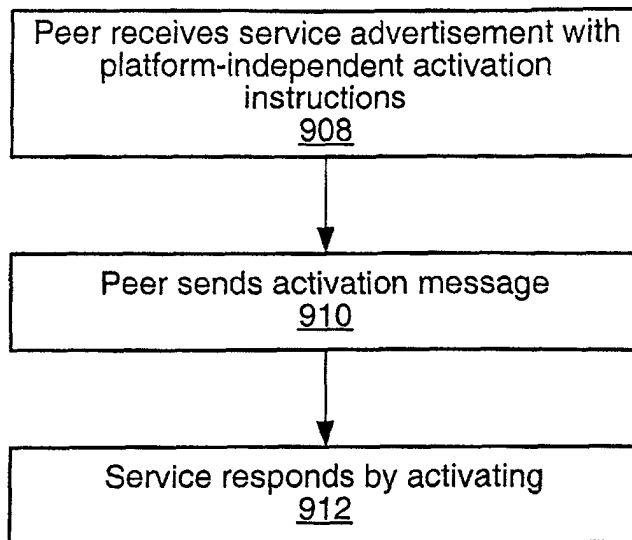 Peer receives service advertisement with
platform-independent activation
instructions
908
Peer sends activation message
910
Service responds by activating
912